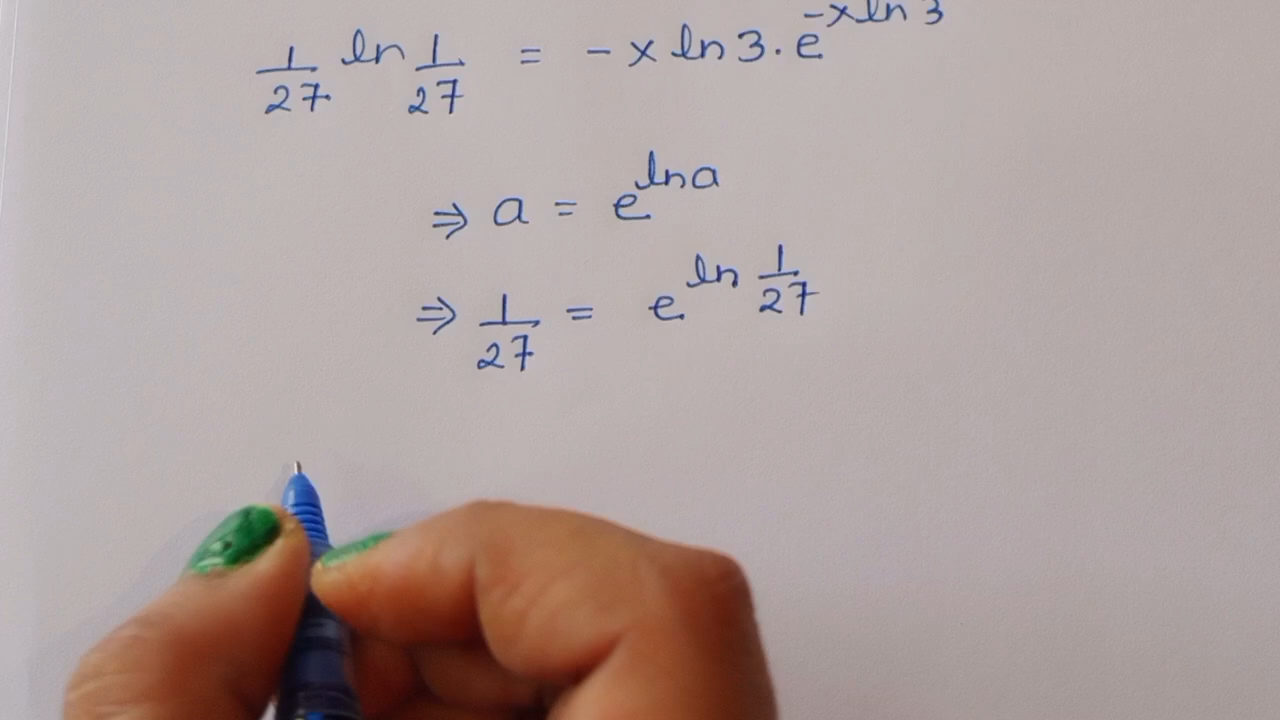 1/27 ln 1/27 = - x ln 3 . e^(-x ln 3)
⇒ a = e^(ln a)
⇒ 1/27 = e^(ln 1/27)